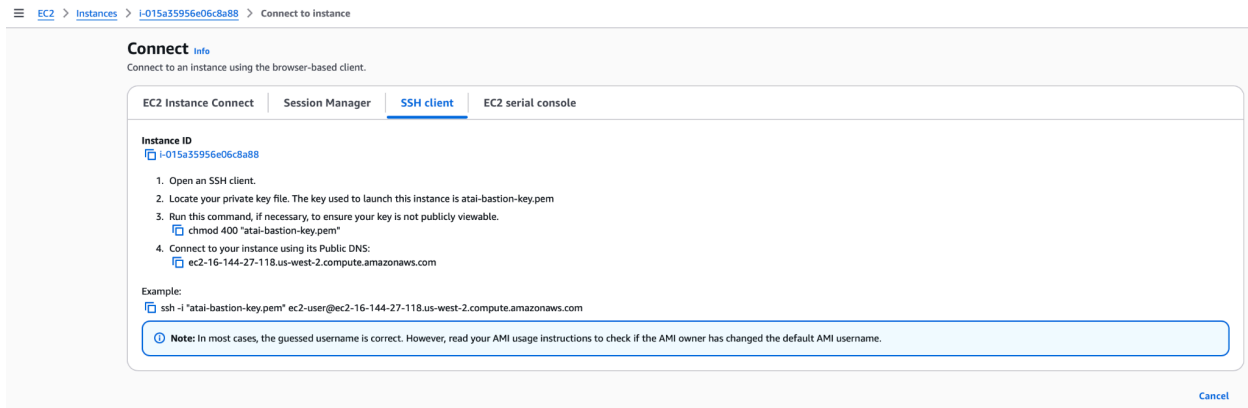 EC2 > Instances > i-015a35956e06c8a88 > Connect to instance
Connect Info
Connect to an instance using the browser-based client.
EC2 Instance Connect Session Manager SSH client EC2 serial console
Instance ID
i-015a35956e06c8a88
1. Open an SSH client.
2. Locate your private key file. The key used to launch this instance is atai-bastion-key.pem
3. Run this command, if necessary, to ensure your key is not publicly viewable.
chmod 400 "atai-bastion-key.pem"
4. Connect to your instance using its Public DNS:
ec2-16-144-27-118.us-west-2.compute.amazonaws.com
Example:
ssh -i "atai-bastion-key.pem" ec2-user@ec2-16-144-27-118.us-west-2.compute.amazonaws.com
Note: In most cases, the guessed username is correct. However, read your AMI usage instructions to check if the AMI owner has changed the default AMI username.
Cancel